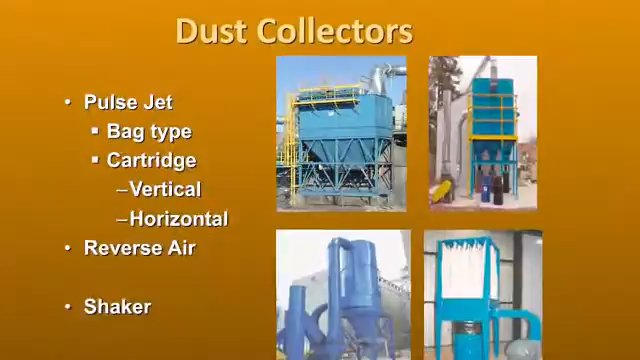 Dust Collectors
• Pulse Jet
▪ Bag type
▪ Cartridge
–Vertical
–Horizontal
• Reverse Air
• Shaker